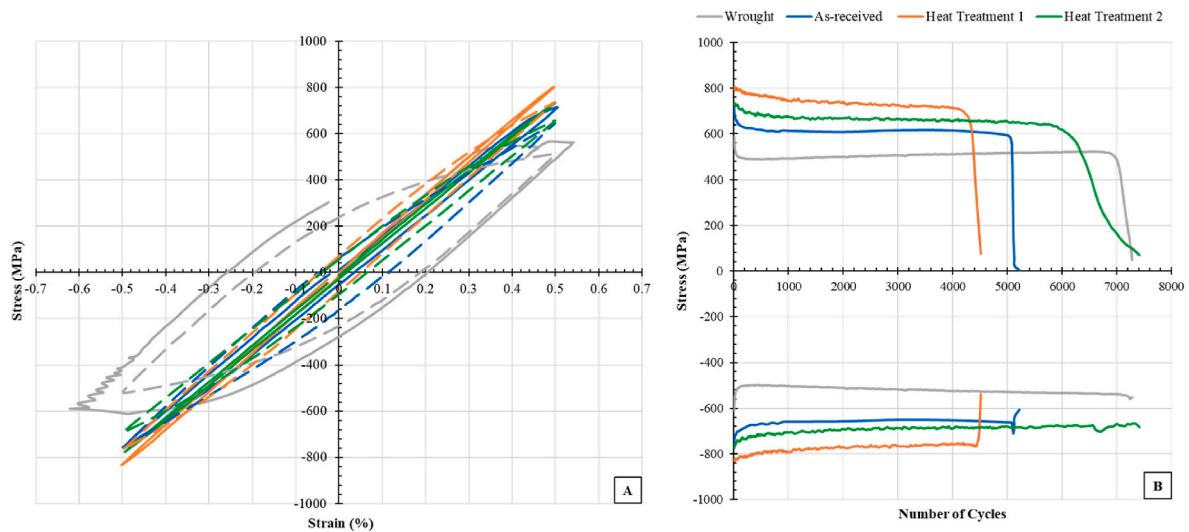 Wrought As-received Heat Treatment 1 Heat Treatment 2
1000
800
600
400
200
0
-200
-400
-600
-800
-1000
-0.7 -0.6 -0.5 -0.4 -0.3 -0.2 -0.1 0 0.1 0.2 0.3 0.4 0.5 0.6 0.7
Stress (MPa)
Strain (%)
A
1000
800
600
400
200
0
-200
-400
-600
-800
-1000
0 1000 2000 3000 4000 5000 6000 7000 8000
Stress (MPa)
Number of Cycles
B